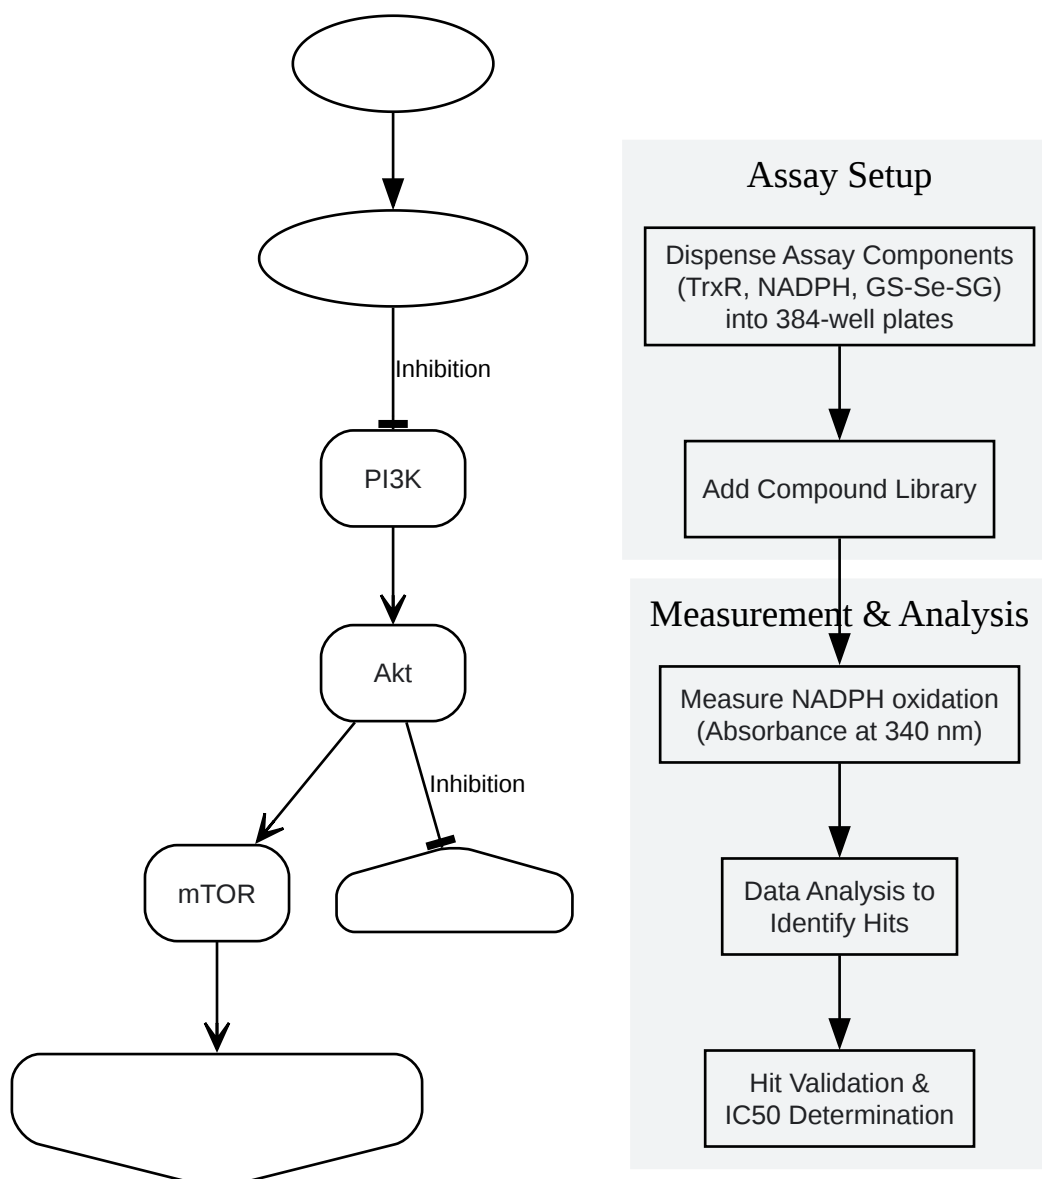 Inhibition
PI3K
Akt
Inhibition
mTOR
Assay Setup
Dispense Assay Components
(TrxR, NADPH, GS-Se-SG)
into 384-well plates
Add Compound Library
Measurement & Analysis
Measure NADPH oxidation
(Absorbance at 340 nm)
Data Analysis to
Identify Hits
Hit Validation &
IC50 Determination